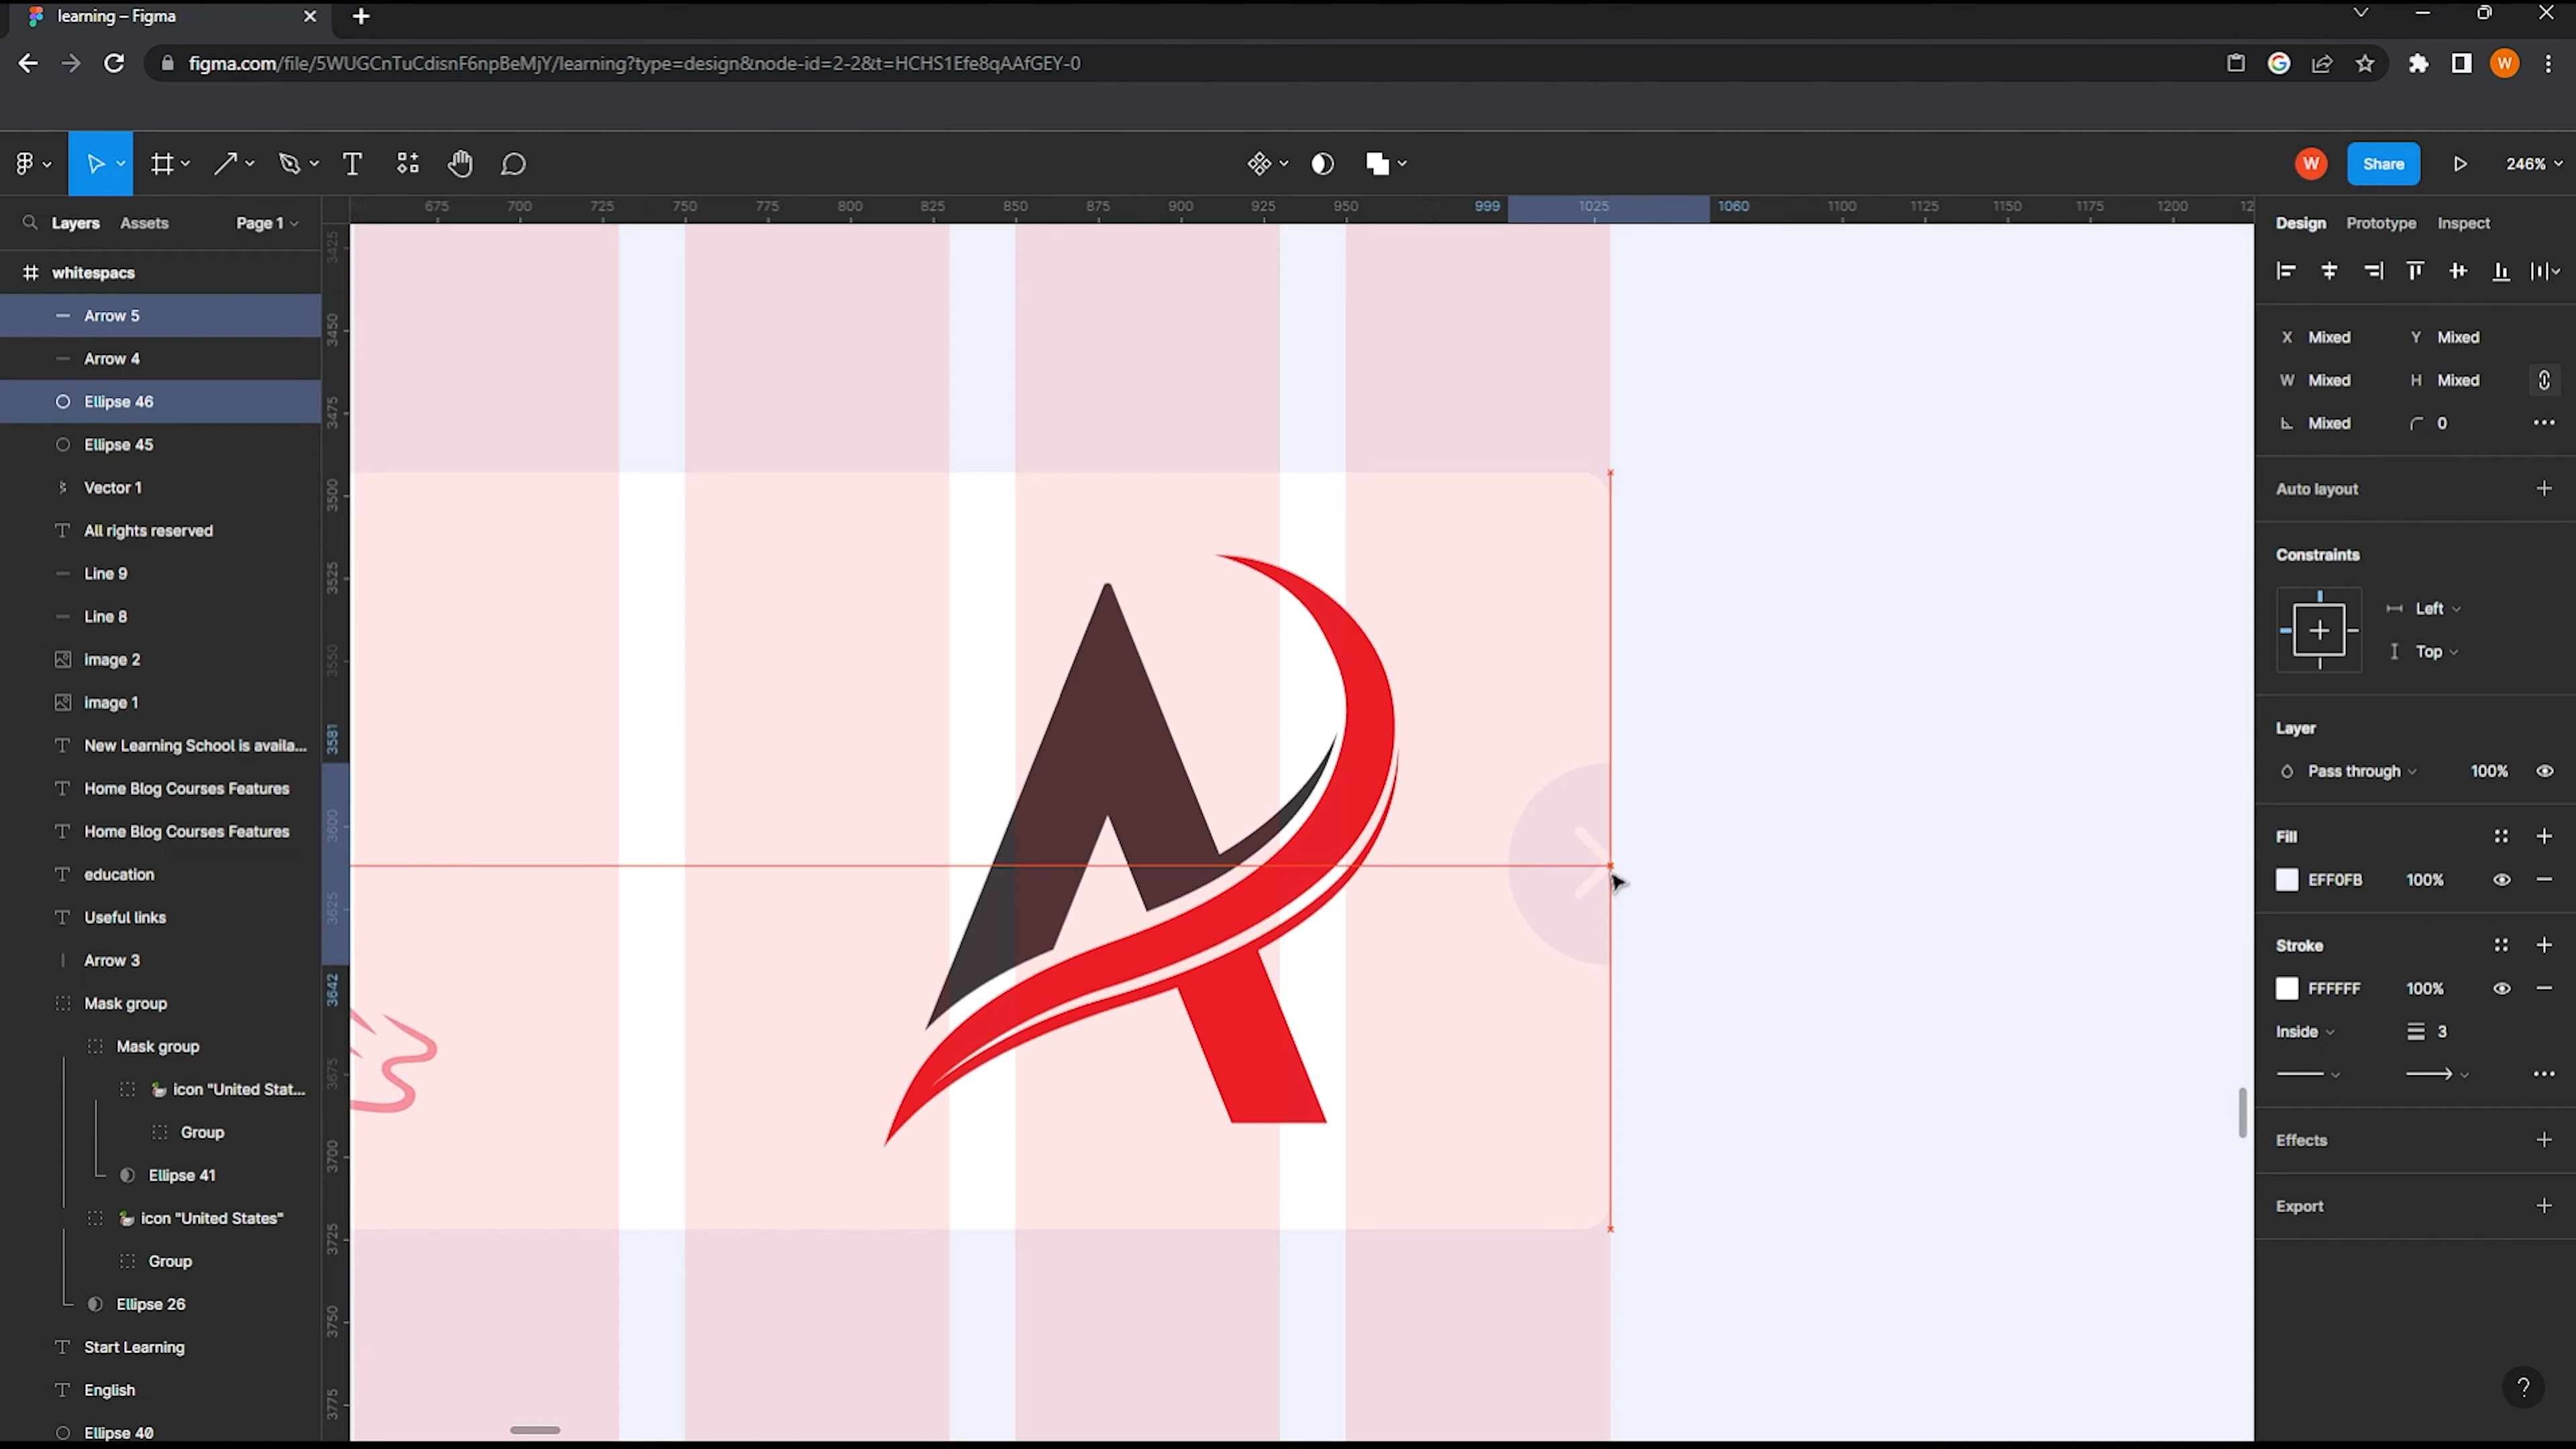 learning – Figma
figma.com/file/5WUGCnTuCdisnF6npBeMjY/learning?type=design&node-id=2-2&t=HCHS1Efe8qAAfGEY-0
W
W
Share
246%
Layers
Assets
Page 1
675 700 725 750 775 800 825 850 875 900 925 950 999 1025 1060 1100 1125 1150 1175 1200 12
Design
Prototype
Inspect
whitespacs
Arrow 5
Arrow 4
Ellipse 46
Ellipse 45
Vector 1
All rights reserved
Line 9
Line 8
image 2
image 1
New Learning School is availa...
Home Blog Courses Features
Home Blog Courses Features
education
Useful links
Arrow 3
Mask group
Mask group
icon "United Stat...
Group
Ellipse 41
icon "United States"
Group
Ellipse 26
Start Learning
English
Ellipse 40
3425
3450
3475
3500
3525
3550
3581
3600
3625
3642
3675
3700
3725
3750
3775
X Mixed
Y Mixed
W Mixed
H Mixed
Mixed
0
Auto layout
Constraints
Left
Top
Layer
Pass through
100%
Fill
EFF0FB
100%
Stroke
FFFFFF
100%
Inside
3
Effects
Export
?